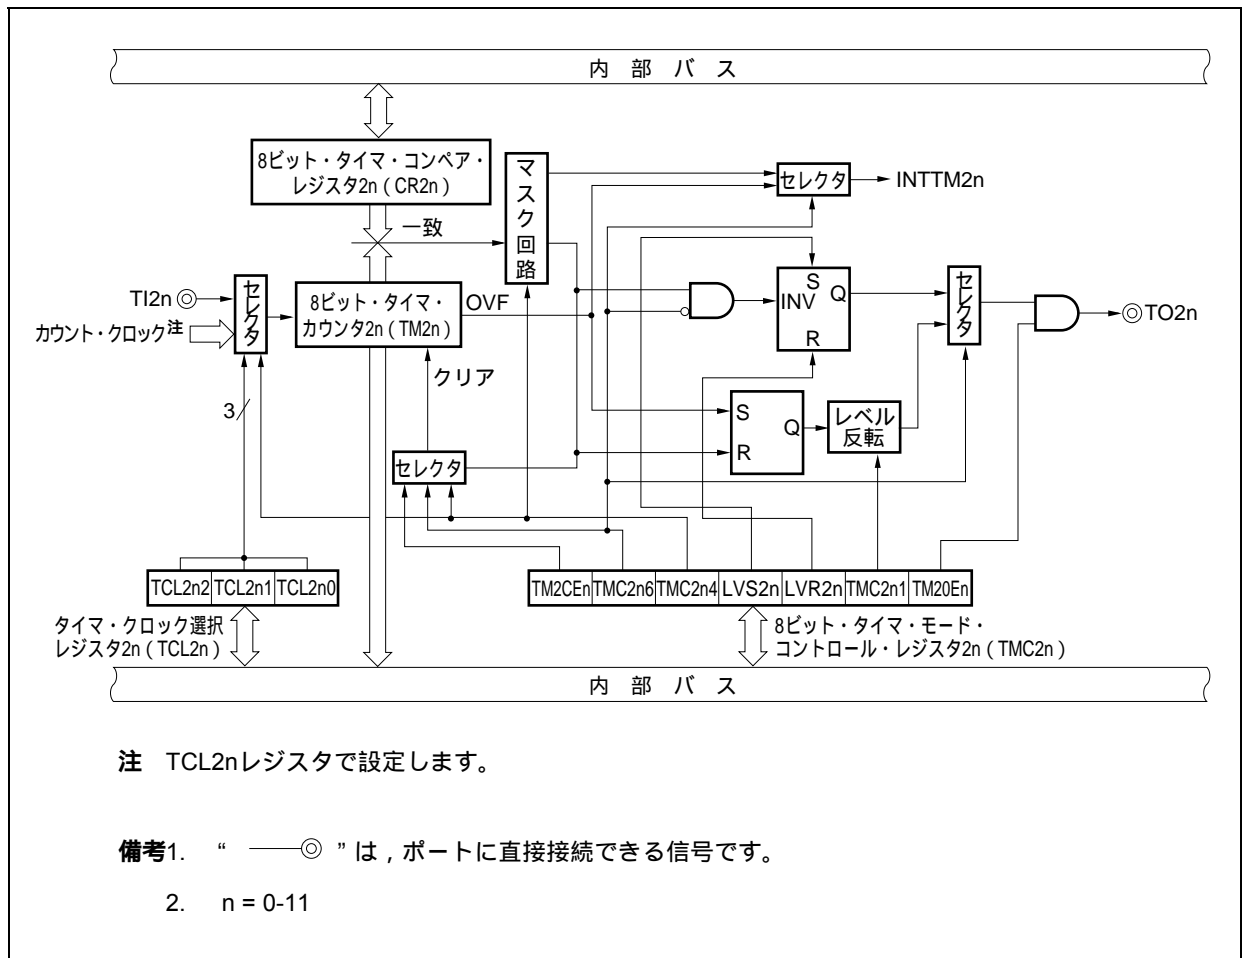 内 部 バ ス
8ビット・タイマ・コンペア・
レジスタ2n（CR2n）
マスク回路
セレクタ
INTTM2n
一致
TI2n
カウント・クロック注
セレクタ
8ビット・タイマ・
カウンタ2n（TM2n）
OVF
クリア
S
INV
Q
R
セレクタ
TO2n
3
S
Q
R
レベル
反転
セレクタ
TCL2n2 TCL2n1 TCL2n0
TM2CEn TMC2n6 TMC2n4 LVS2n LVR2n TMC2n1 TM20En
タイマ・クロック選択
レジスタ2n（TCL2n）
8ビット・タイマ・モード・
コントロール・レジスタ2n（TMC2n）
内 部 バ ス
注 TCL2nレジスタで設定します。
備考1. “ ──◎ ”は，ポートに直接接続できる信号です。
2. n = 0-11